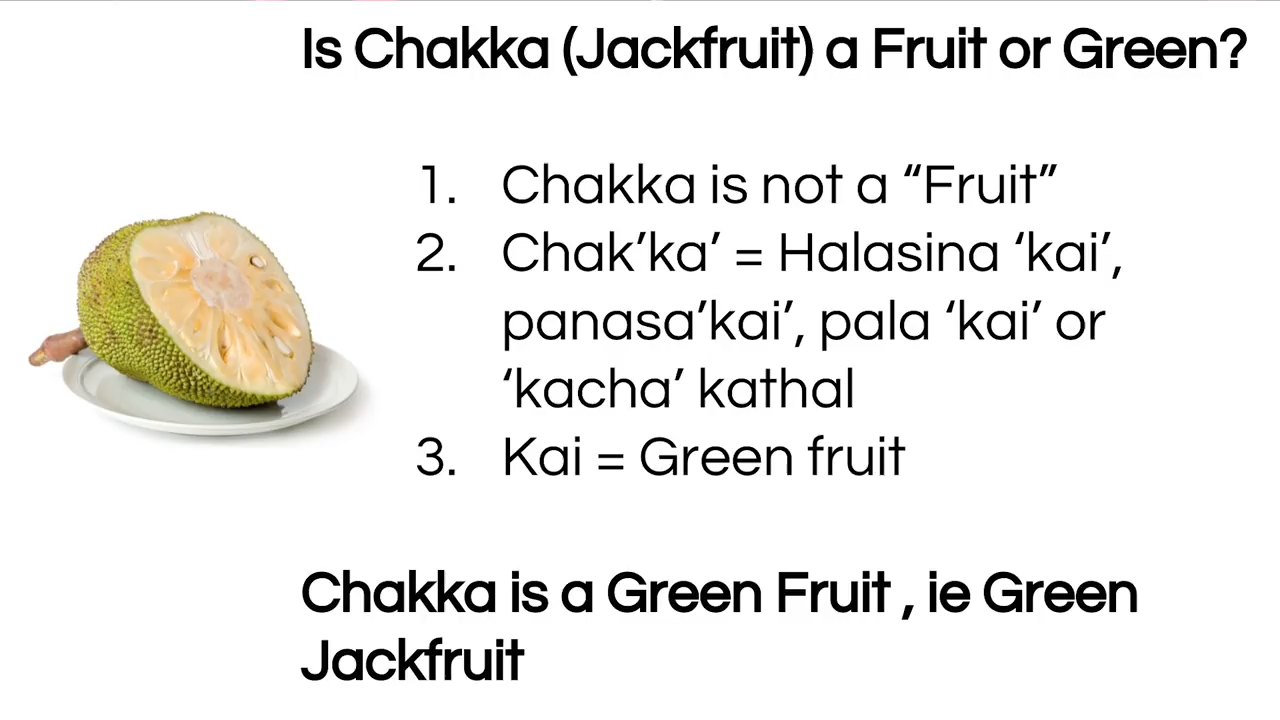 Is Chakka (Jackfruit) a Fruit or Green?
1. Chakka is not a “Fruit”
2. Chak’ka’ = Halasina ‘kai’,
panasa’kai’, pala ‘kai’ or
‘kacha’ kathal
3. Kai = Green fruit
Chakka is a Green Fruit , ie Green
Jackfruit